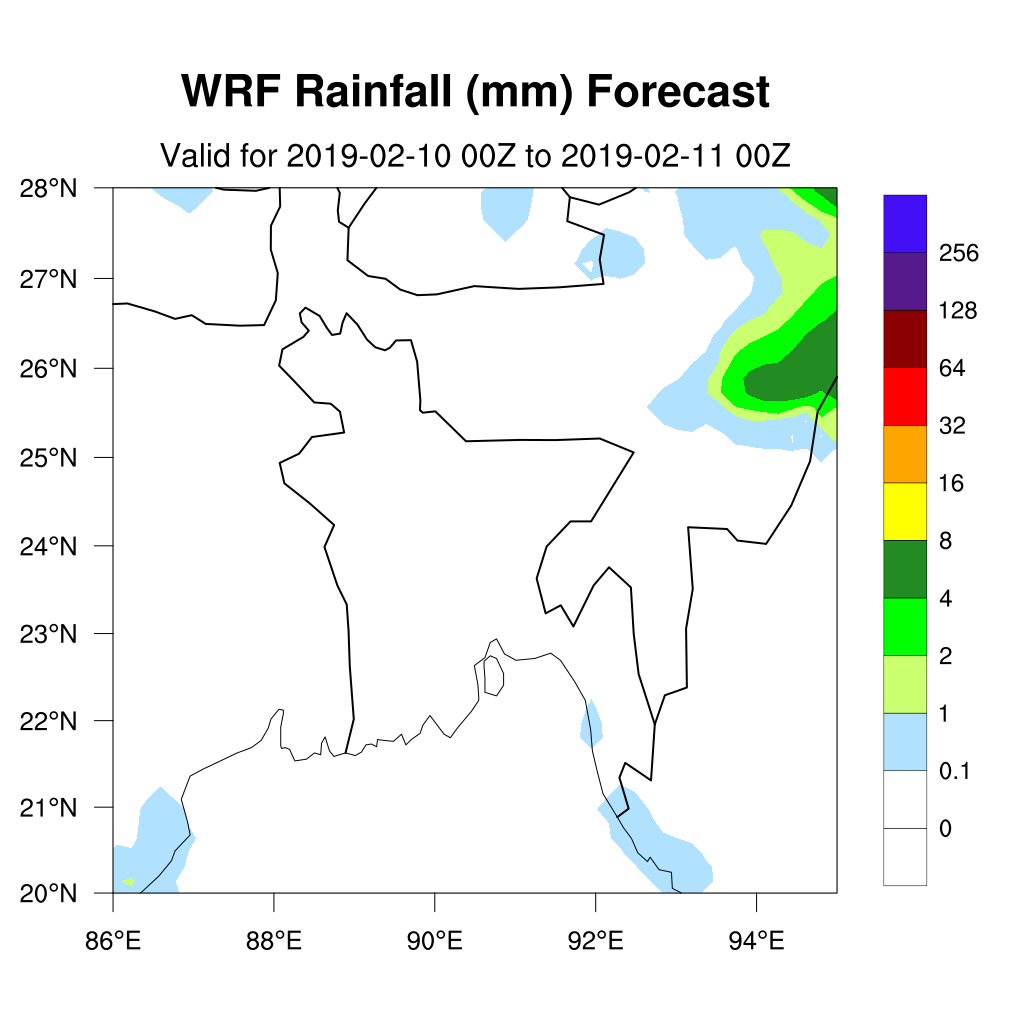 WRF Rainfall (mm) Forecast
Valid for 2019-02-10 00Z to 2019-02-11 00Z
28°N
27°N
26°N
25°N
24°N
23°N
22°N
21°N
20°N
86°E
88°E
90°E
92°E
94°E
256
128
64
32
16
8
4
2
1
0.1
0